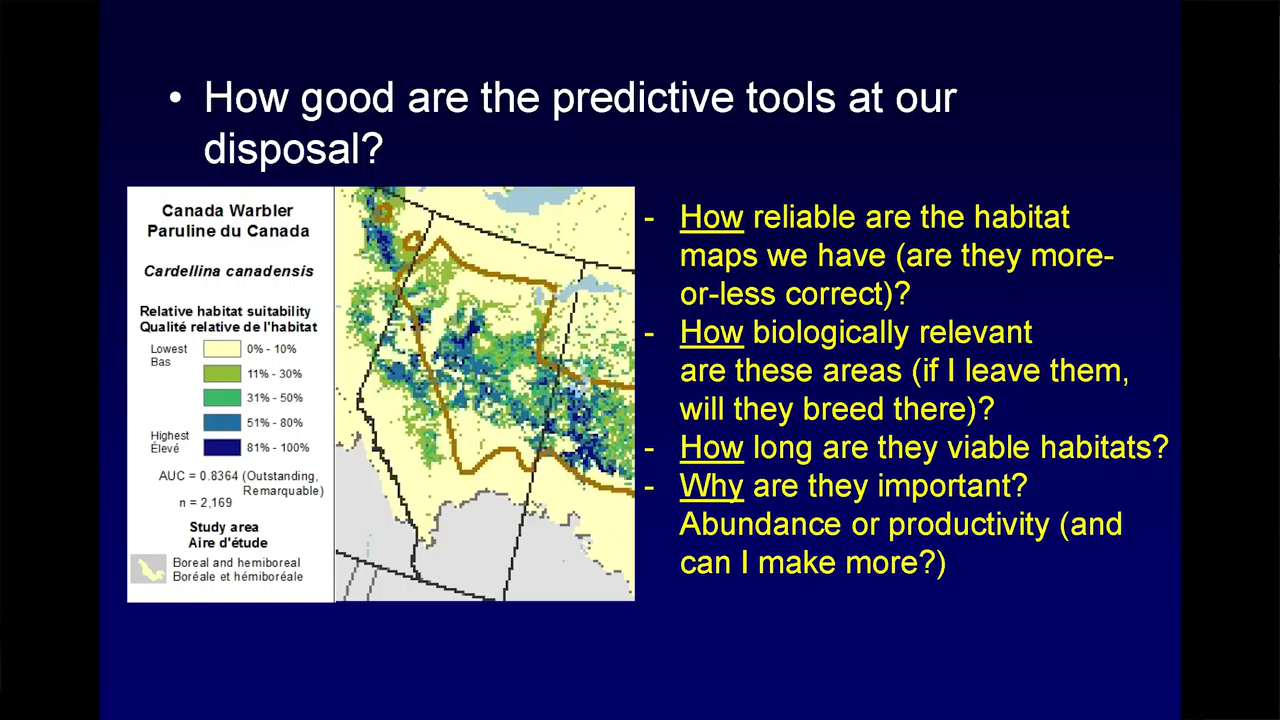 • How good are the predictive tools at our
disposal?
Canada Warbler
Paruline du Canada
Cardellina canadensis
Relative habitat suitability
Qualité relative de l'habitat
Lowest
Bas
0% - 10%
11% - 30%
31% - 50%
51% - 80%
Highest
Élevé
81% - 100%
AUC = 0.8364 (Outstanding,
Remarquable)
n = 2,169
Study area
Aire d'étude
Boreal and hemiboreal
Boréale et hémiboréale
- How reliable are the habitat
maps we have (are they more-
or-less correct)?
- How biologically relevant
are these areas (if I leave them,
will they breed there)?
- How long are they viable habitats?
- Why are they important?
Abundance or productivity (and
can I make more?)